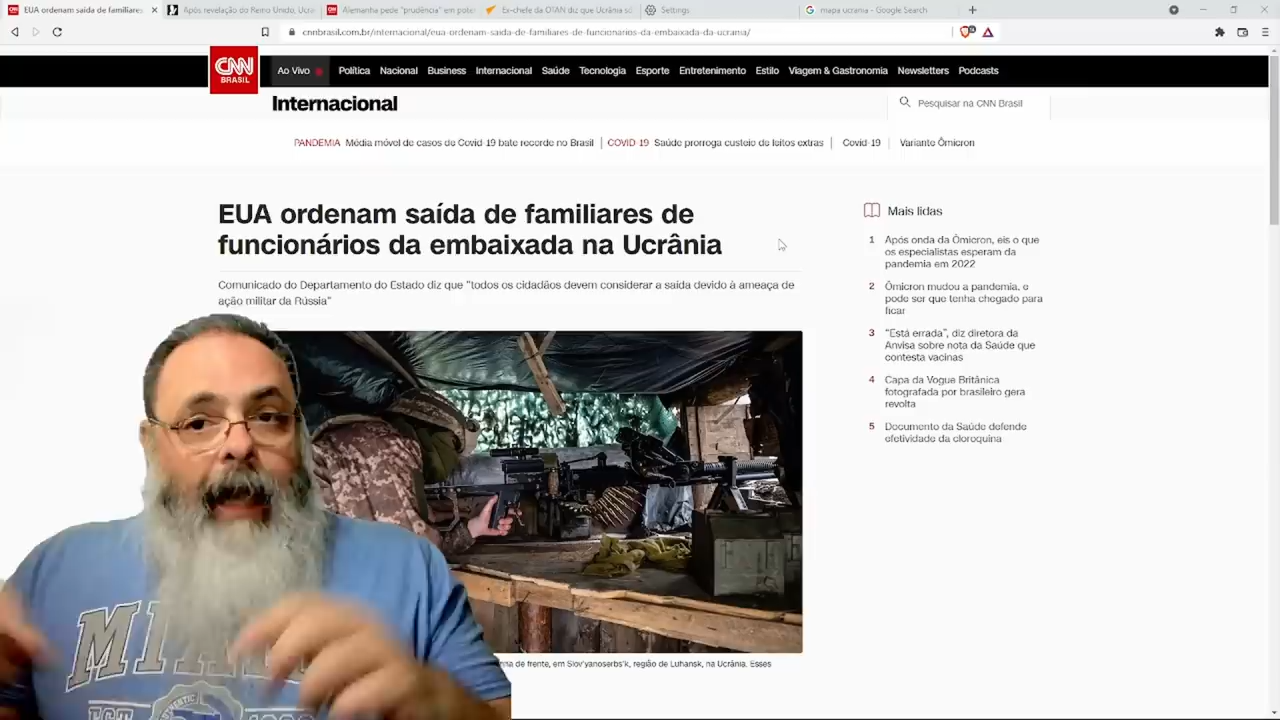 EUA ordenam saída de familiares
Após revelação do Reino Unido, Ucra
Alemanha pede "prudência" em pote
Ex-chefe da OTAN diz que Ucrânia s
Settings
mapa ucrania - Google Search
cnnbrasil.com.br/internacional/eua-ordenam-saida-de-familiares-de-funcionarios-da-embaixada-da-ucrania/
CNN
BRASIL
Ao Vivo
Política
Nacional
Business
Internacional
Saúde
Tecnologia
Esporte
Entretenimento
Estilo
Viagem & Gastronomia
Newsletters
Podcasts
Internacional
Pesquisar na CNN Brasil
PANDEMIA Média móvel de casos de Covid-19 bate recorde no Brasil
COVID-19 Saúde prorroga custeio de leitos extras
Covid-19
Variante Ômicron
EUA ordenam saída de familiares de
funcionários da embaixada na Ucrânia
Comunicado do Departamento do Estado diz que "todos os cidadãos devem considerar a saída devido à ameaça de
ação militar da Rússia"
Mais lidas
1 Após onda da Ômicron, eis o que
os especialistas esperam da
pandemia em 2022
2 Ômicron mudou a pandemia, e
pode ser que tenha chegado para
ficar
3 "Está errada", diz diretora da
Anvisa sobre nota da Saúde que
contesta vacinas
4 Capa da Vogue Britânica
fotografada por brasileiro gera
revolta
5 Documento da Saúde defende
efetividade da cloroquina
de frente, em Slov'yanoserbs'k, região de Luhansk, na Ucrânia. Esses